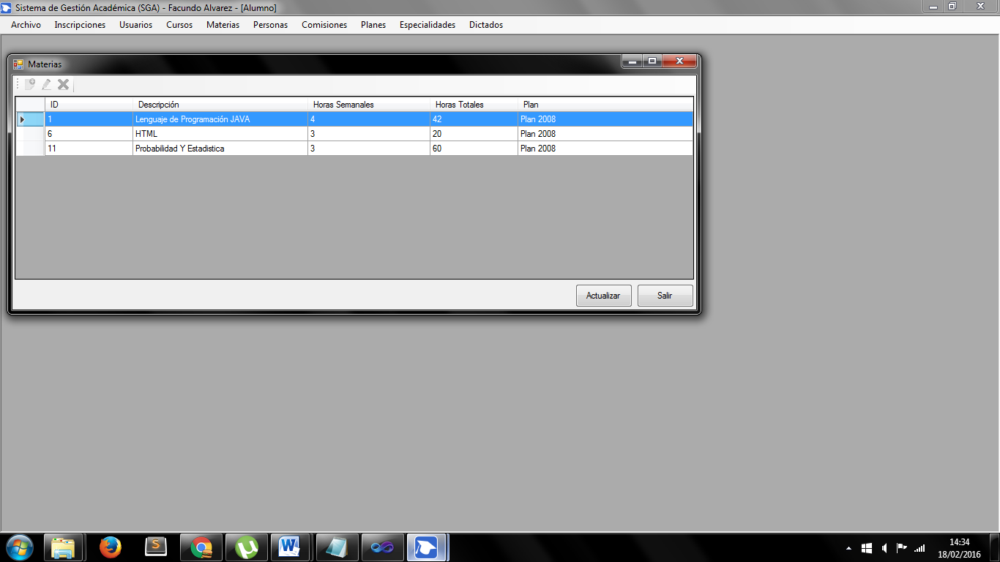 Sistema de Gestión Académica (SGA) - Facundo Alvarez - [Alumno]
Archivo Inscripciones Usuarios Cursos Materias Personas Comisiones Planes Especialidades Dictados
Materias
ID Descripción Horas Semanales Horas Totales Plan
1 Lenguaje de Programación JAVA 4 42 Plan 2008
6 HTML 3 20 Plan 2008
11 Probabilidad Y Estadistica 3 60 Plan 2008
Actualizar Salir
14:34
18/02/2016